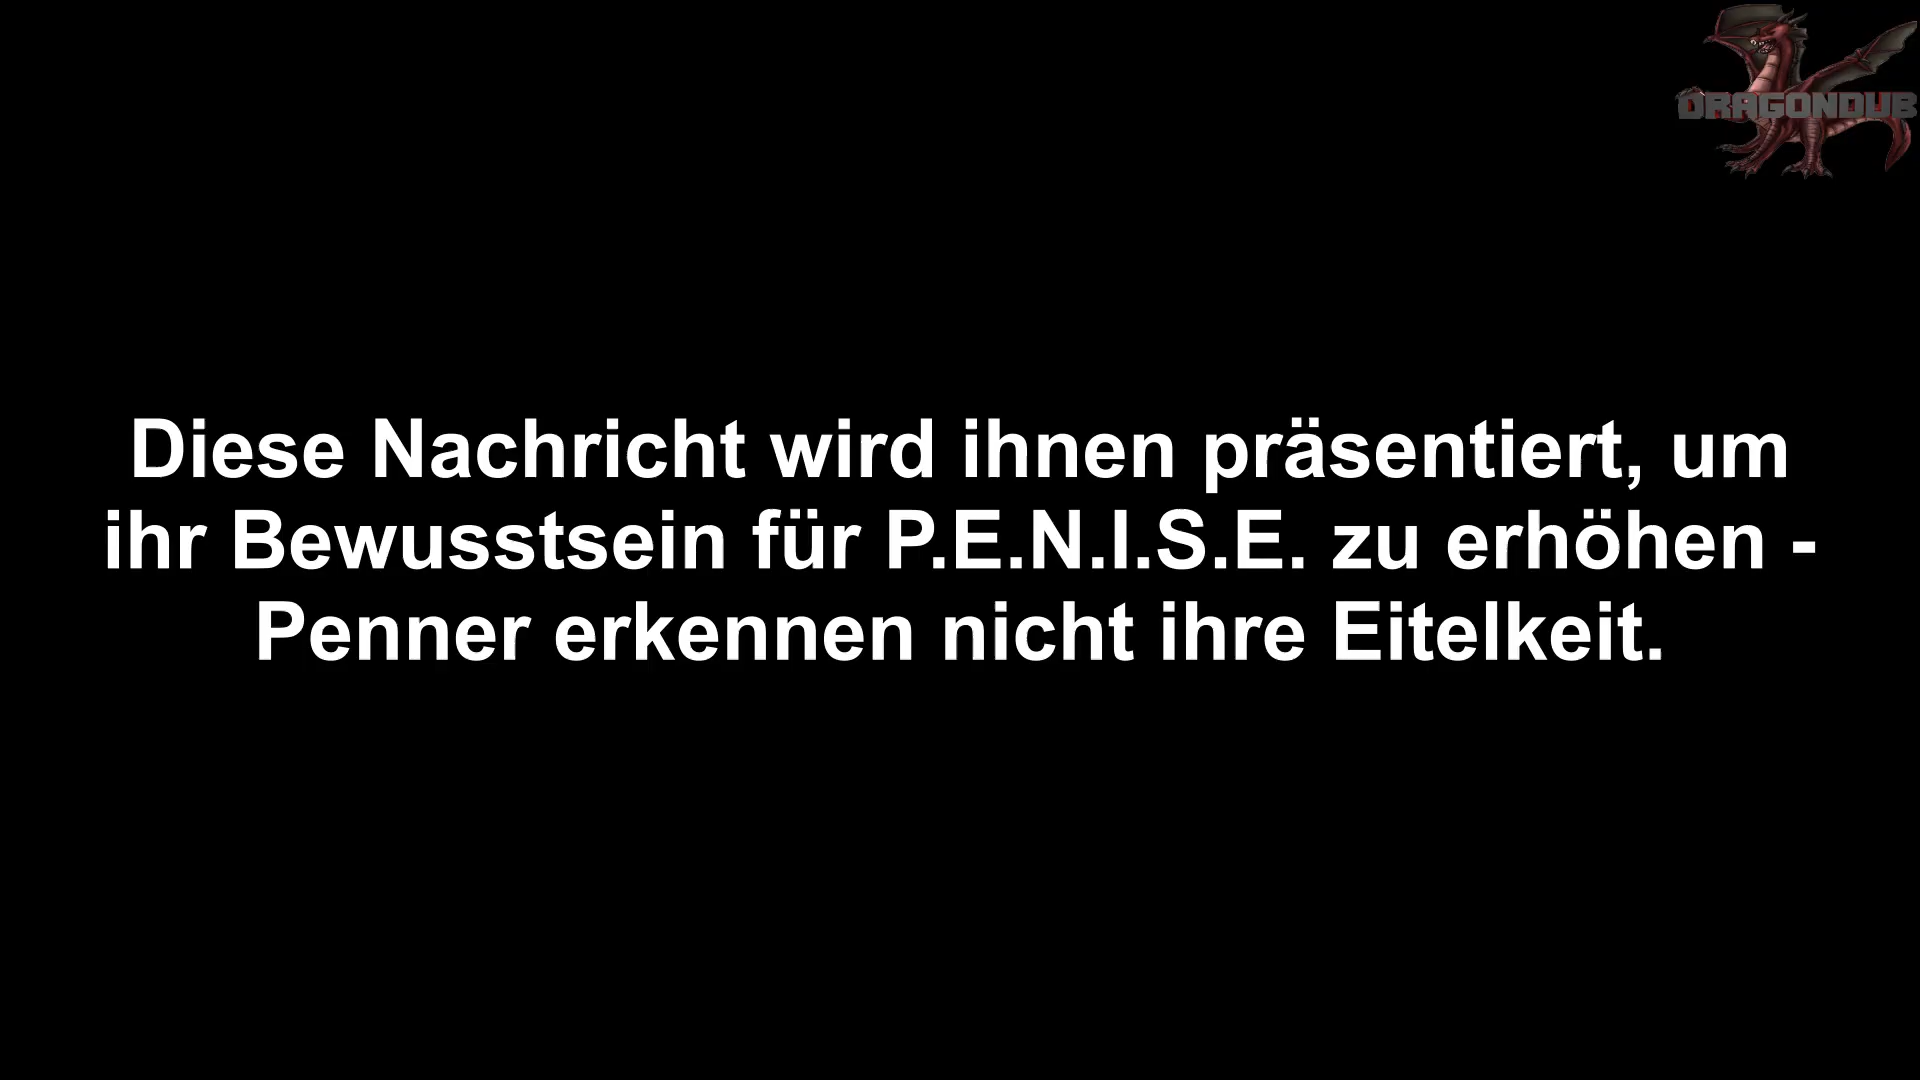 DRAGONDUB
Diese Nachricht wird ihnen präsentiert, um
ihr Bewusstsein für P.E.N.I.S.E. zu erhöhen -
Penner erkennen nicht ihre Eitelkeit.